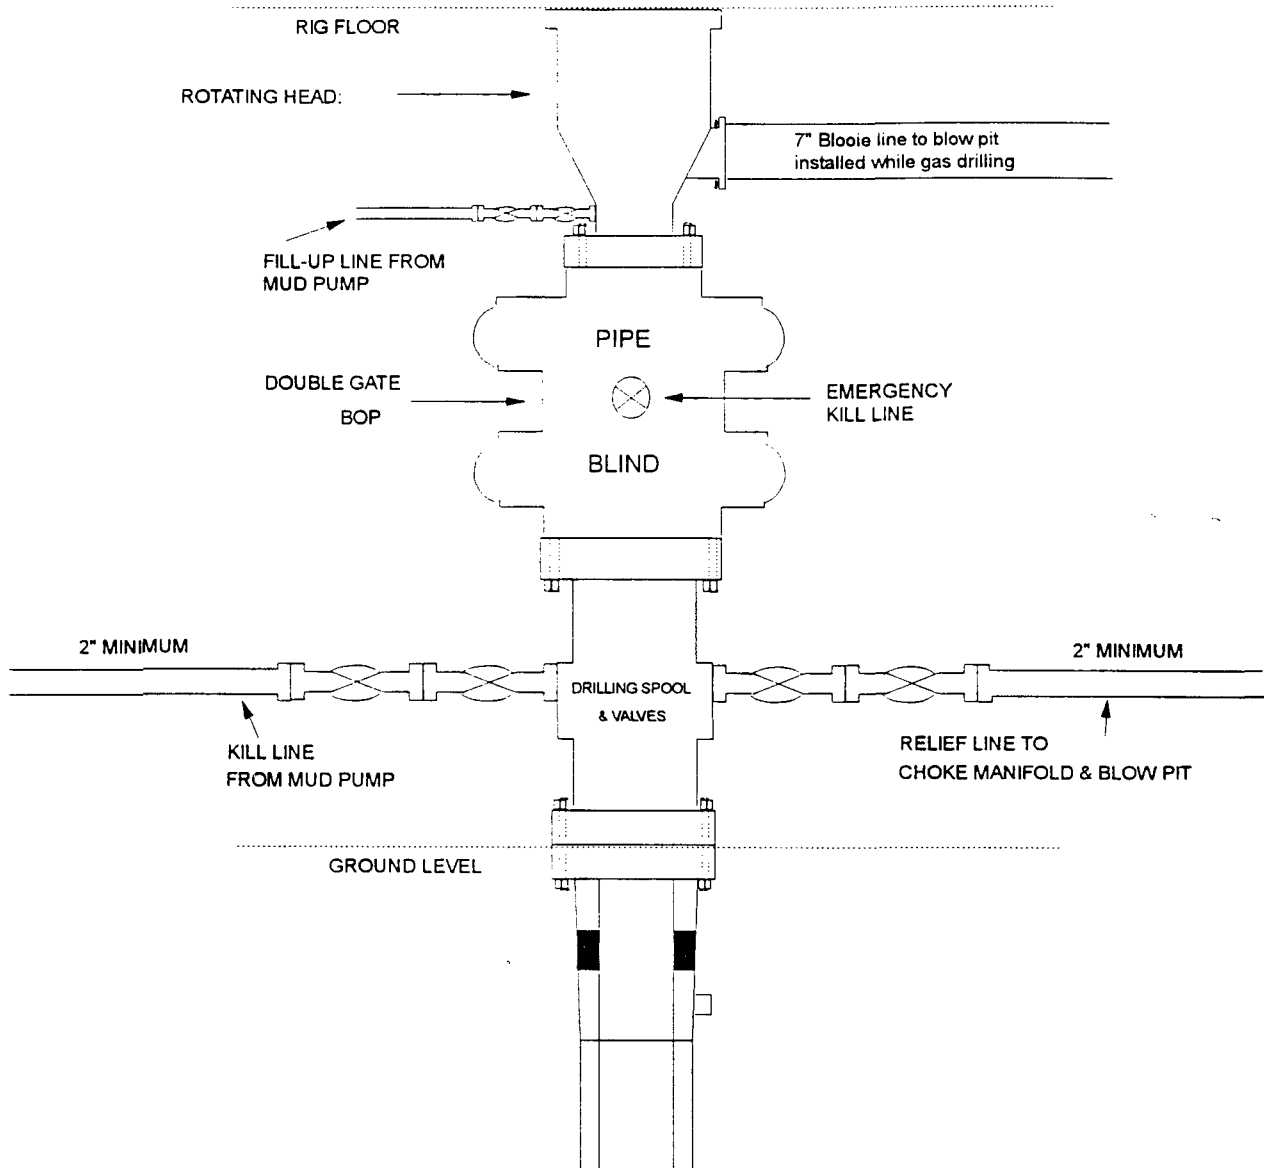 RIG FLOOR
ROTATING HEAD:
7" Blooie line to blow pit
installed while gas drilling
FILL-UP LINE FROM
MUD PUMP
PIPE
DOUBLE GATE
BOP
EMERGENCY
KILL LINE
BLIND
2" MINIMUM
2" MINIMUM
DRILLING SPOOL
& VALVES
KILL LINE
FROM MUD PUMP
RELIEF LINE TO
CHOKE MANIFOLD & BLOW PIT
GROUND LEVEL